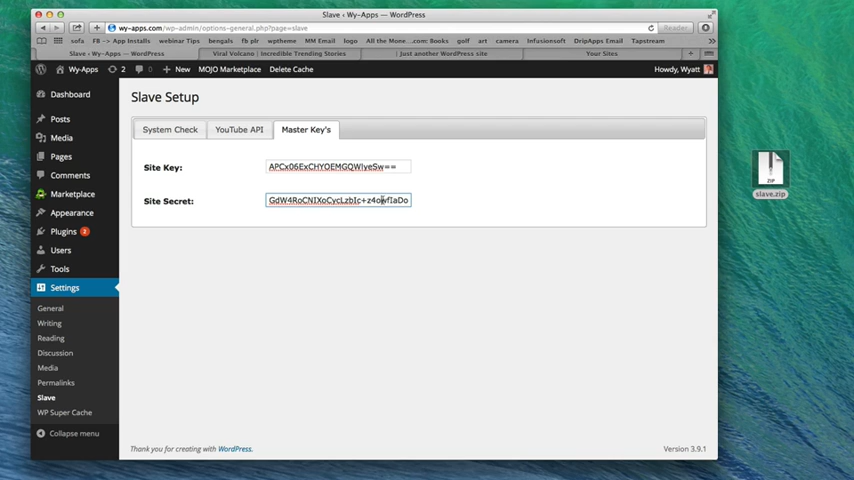 Slave ‹ Wy-Apps — WordPress
wy-apps.com/wp-admin/options-general.php?page=slave
Reader
sofa FB -> App Installs webinar Tips bengals fb plr wptwitter MM Email logo All the Mone ....com: Books golf art camera Infusionsoft DripApps Email Tapstream
Slave ‹ Wy-Apps — WordPress
Viral Volcano | Incredible Trending Stories
| Just another WordPress site
Your Sites
Wy-Apps 2 0 + New MOJO Marketplace Delete Cache
Howdy, Wyatt
Dashboard
Posts
Media
Pages
Comments
Marketplace
Appearance
Plugins 2
Users
Tools
Settings
General
Writing
Reading
Discussion
Media
Permalinks
Slave
WP Super Cache
Collapse menu
Slave Setup
System Check YouTube API Master Key's
Site Key: APCx06ExCHYOEMGQWlyeSw==
Site Secret: GdW4RoCNIXoCycLzbIc+z4owfIaDo
Thank you for creating with WordPress.
Version 3.9.1
ZIP
slave.zip